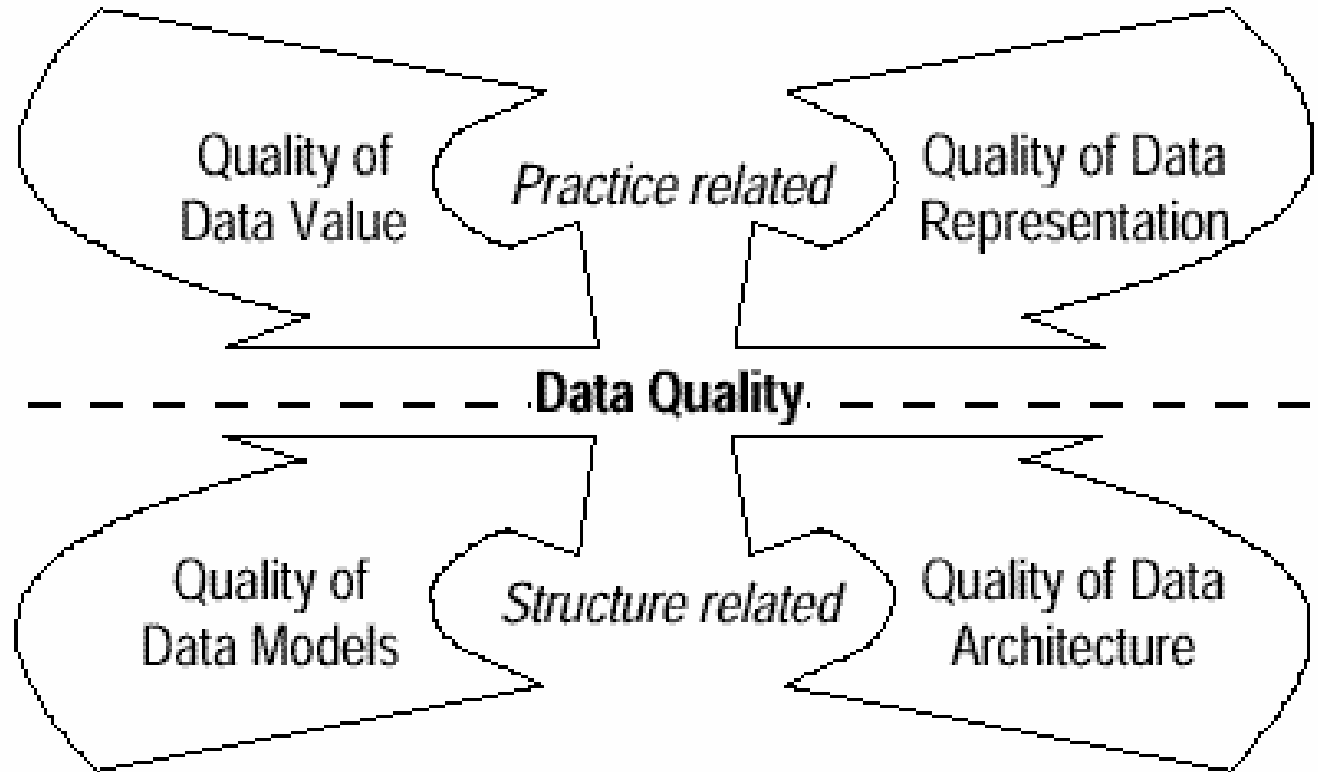 Quality of
Data Value
Practice related
Quality of Data
Representation
Data Quality
Quality of
Data Models
Structure related
Quality of Data
Architecture